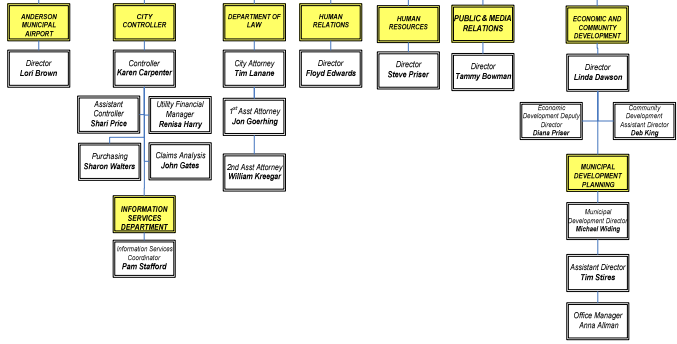 ANDERSON
MUNICIPAL
AIRPORT
Director
Lori Brown
CITY
CONTROLLER
Controller
Karen Carpenter
Assistant
Controller
Shari Price
Utility Financial
Manager
Renisa Harry
Purchasing
Sharon Walters
Claims Analysis
John Gates
INFORMATION
SERVICES
DEPARTMENT
Information Services
Coordinator
Pam Stafford
DEPARTMENT OF
LAW
City Attorney
Tim Lanane
1st Asst Attorney
Jon Goerhing
2nd Asst Attorney
William Kreegar
HUMAN
RELATIONS
Director
Floyd Edwards
HUMAN
RESOURCES
Director
Steve Priser
PUBLIC & MEDIA
RELATIONS
Director
Tammy Bowman
ECONOMIC AND
COMMUNITY
DEVELOPMENT
Director
Linda Dawson
Economic
Development Deputy
Director
Diana Priser
Community
Development
Assistant Director
Deb King
MUNICIPAL
DEVELOPMENT
PLANNING
Municipal
Development Director
Michael Widing
Assistant Director
Tim Stires
Office Manager
Anna Allman